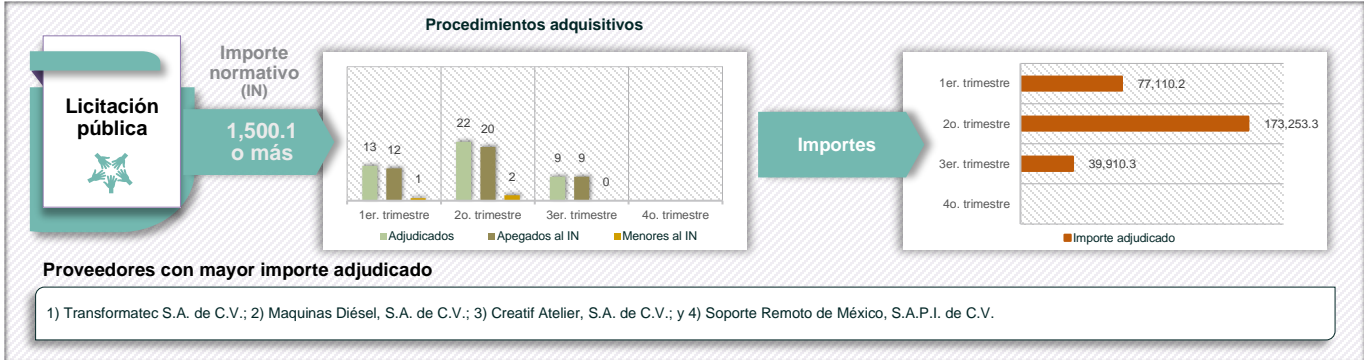 Procedimientos adquisitivos
Licitación
pública
Importe
normativo
(IN)
1,500.1
o más
13
12
1
22
20
2
9
9
0
1er. trimestre
2o. trimestre
3er. trimestre
4o. trimestre
Adjudicados
Apegados al IN
Menores al IN
Importes
1er. trimestre
77,110.2
2o. trimestre
173,253.3
3er. trimestre
39,910.3
4o. trimestre
Importe adjudicado
Proveedores con mayor importe adjudicado
1) Transformatec S.A. de C.V.; 2) Maquinas Diésel, S.A. de C.V.; 3) Creatif Atelier, S.A. de C.V.; y 4) Soporte Remoto de México, S.A.P.I. de C.V.